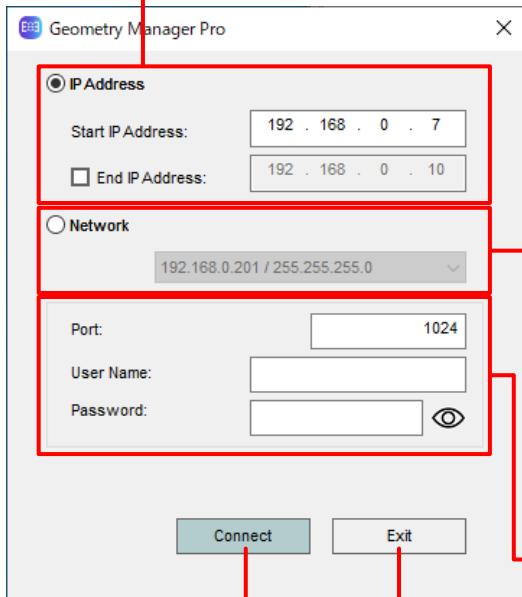 Geometry Manager Pro
IP Address
Start IP Address: 192 . 168 . 0 . 7
End IP Address: 192 . 168 . 0 . 10
Network
192.168.0.201 / 255.255.255.0
Port: 1024
User Name:
Password:
Connect Exit